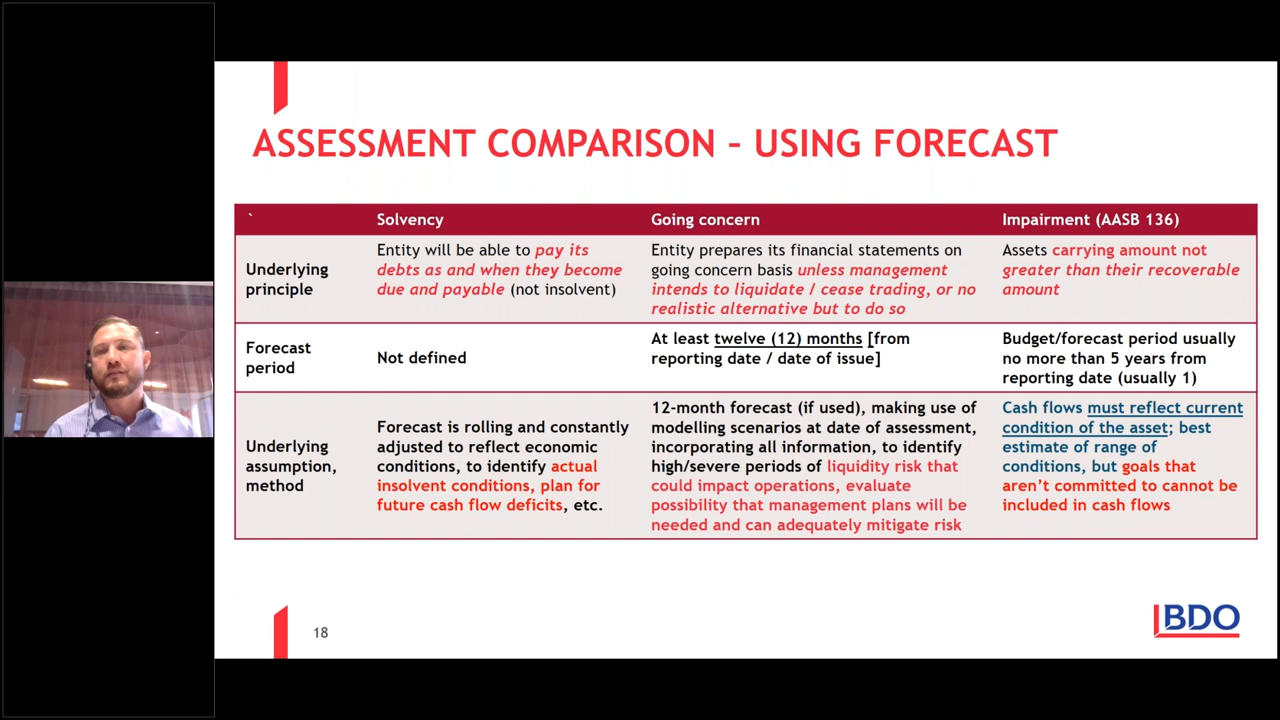 ASSESSMENT COMPARISON – USING FORECAST
`
Solvency
Going concern
Impairment (AASB 136)
Underlying
principle
Entity will be able to pay its
debts as and when they become
due and payable (not insolvent)
Entity prepares its financial statements on
going concern basis unless management
intends to liquidate / cease trading, or no
realistic alternative but to do so
Assets carrying amount not
greater than their recoverable
amount
Forecast
period
Not defined
At least twelve (12) months [from
reporting date / date of issue]
Budget/forecast period usually
no more than 5 years from
reporting date (usually 1)
Underlying
assumption,
method
Forecast is rolling and constantly
adjusted to reflect economic
conditions, to identify actual
insolvent conditions, plan for
future cash flow deficits, etc.
12-month forecast (if used), making use of
modelling scenarios at date of assessment,
incorporating all information, to identify
high/severe periods of liquidity risk that
could impact operations, evaluate
possibility that management plans will be
needed and can adequately mitigate risk
Cash flows must reflect current
condition of the asset; best
estimate of range of
conditions, but goals that
aren't committed to cannot be
included in cash flows
18
BDO